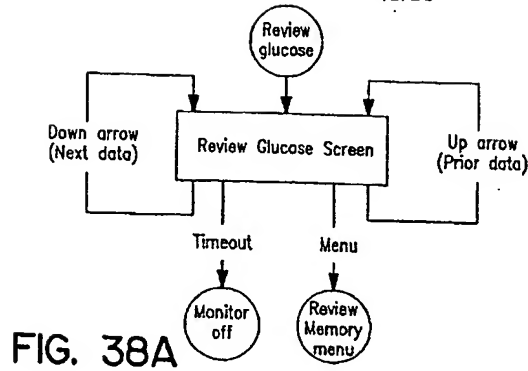 Review
glucose
Down arrow
(Next data)
Review Glucose Screen
Up arrow
(Prior data)
Timeout
Menu
Monitor
off
Review
Memory
menu
FIG. 38A